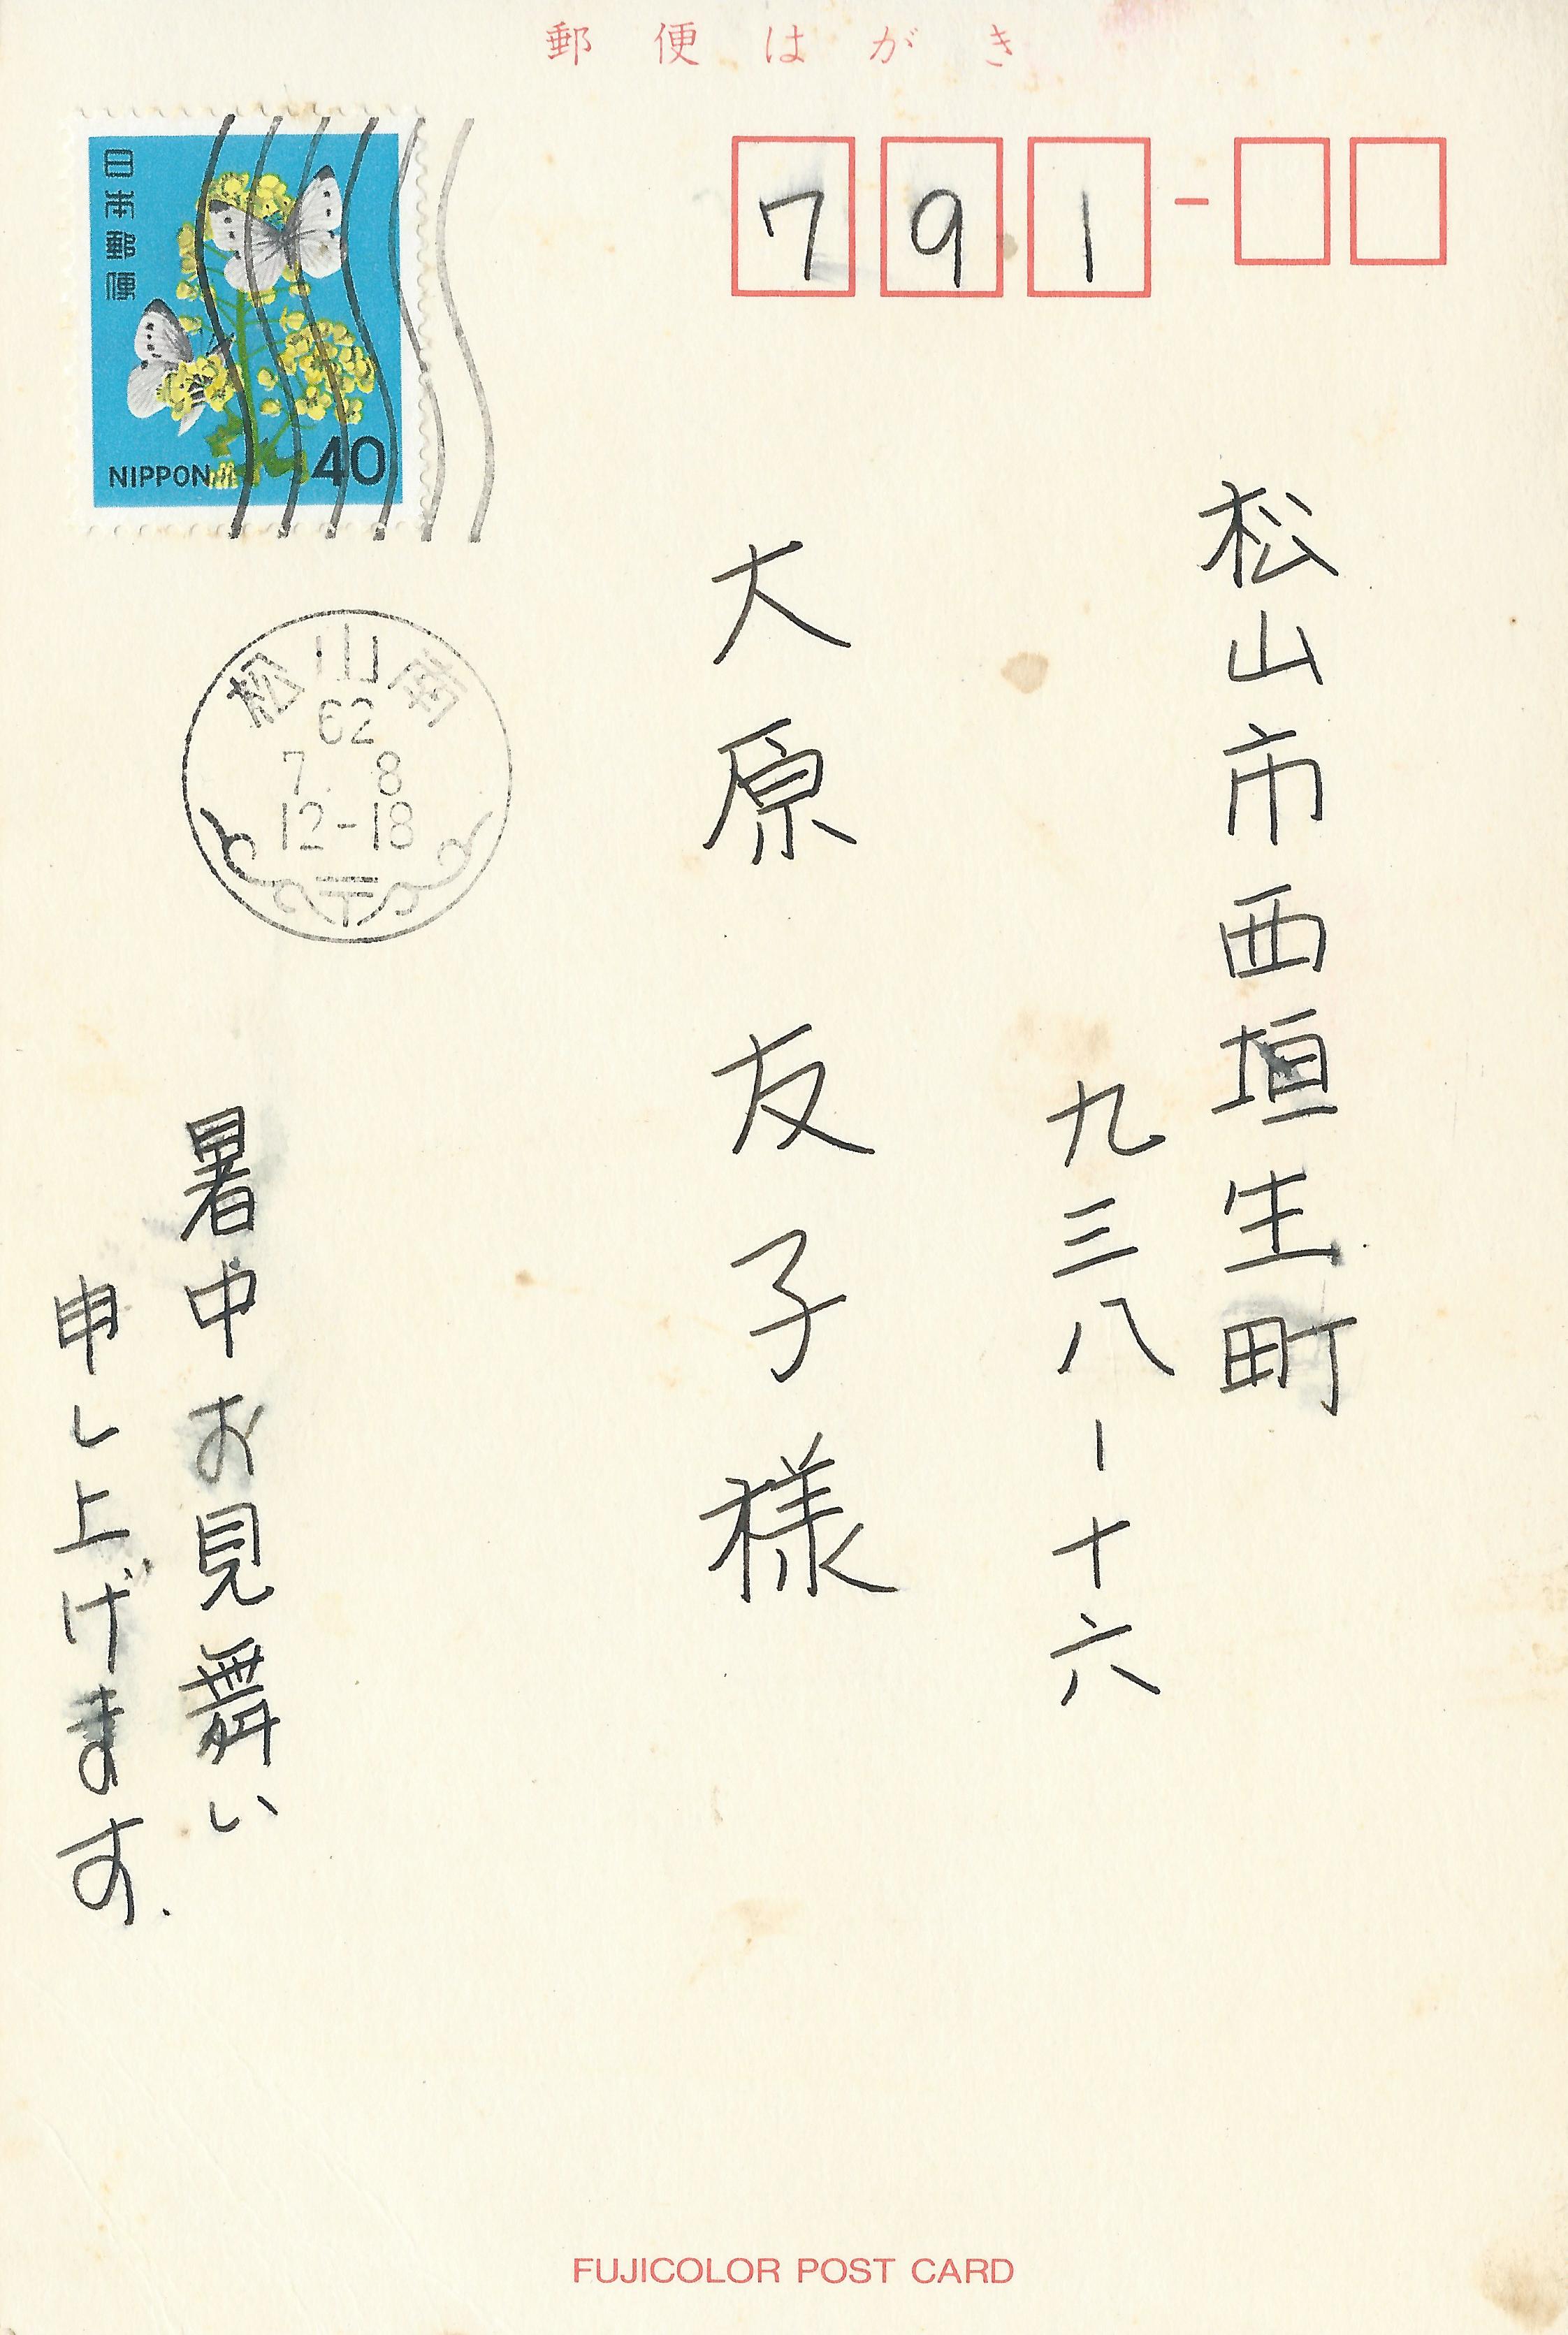 郵便はがき
日本郵便
NIPPON
40
791
松山市西垣生町
九三八ー十六
大原友子様
松山南
62
7. 8
12-18
暑中お見舞い
申し上げます.
FUJICOLOR POST CARD